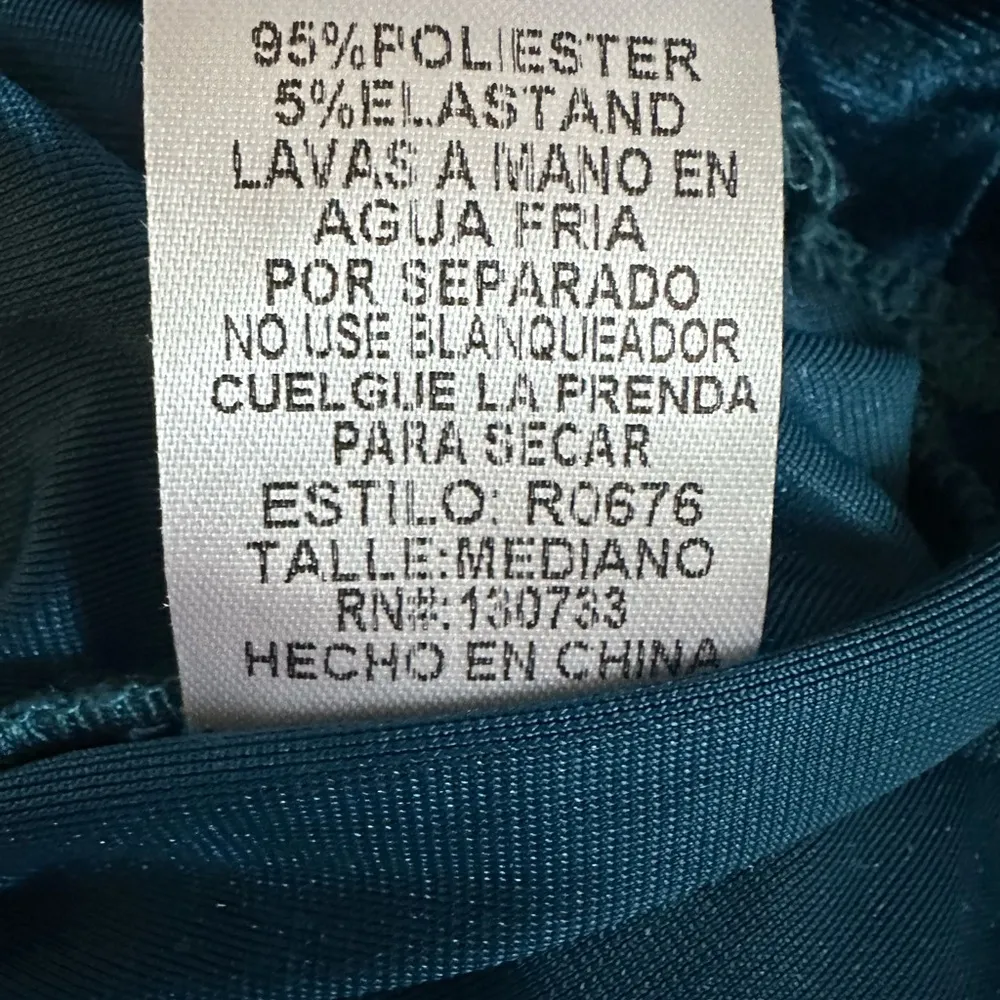 95%POLIESTER
5%ELASTAND
LAVAS A MANO EN
AGUA FRIA
POR SEPARADO
NO USE BLANQUEADOR
CUELGUE LA PRENDA
PARA SECAR
ESTILO: R0676
TALLE:MEDIANO
RN#:130733
HECHO EN CHINA